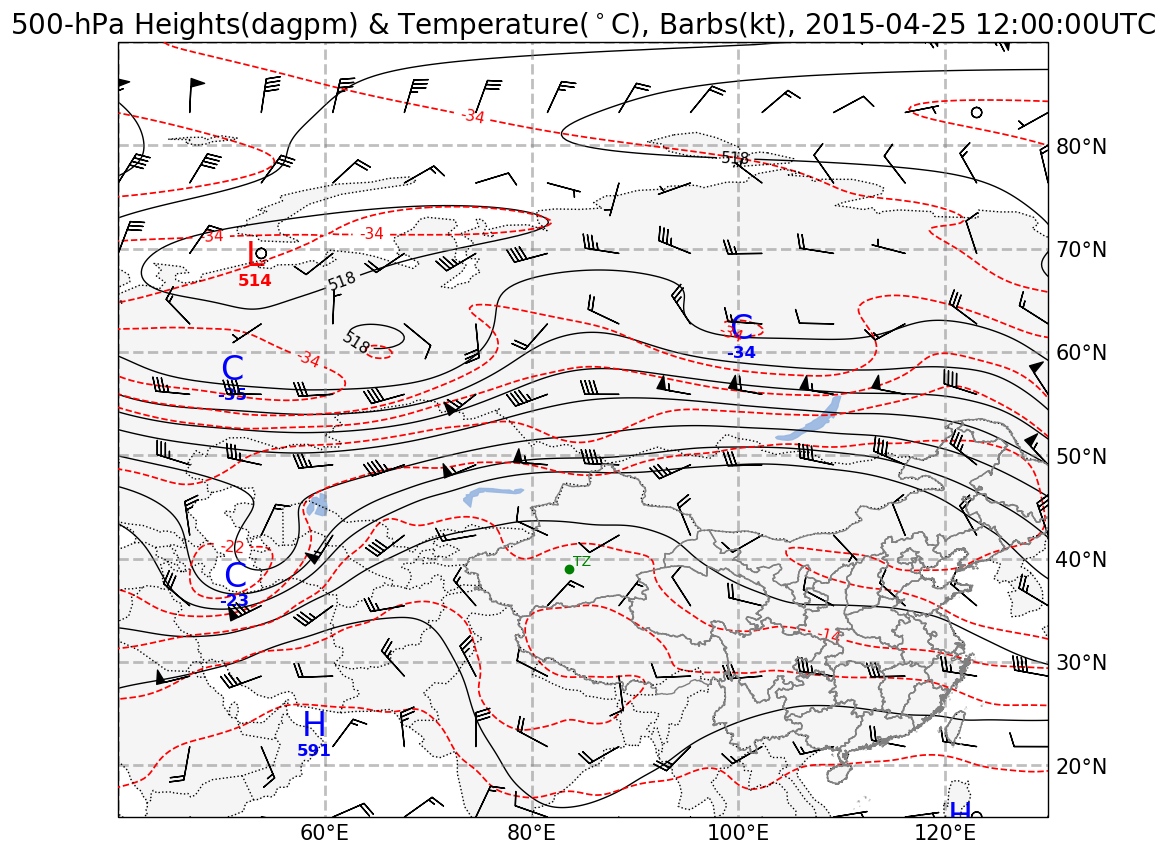 500-hPa Heights(dagpm) & Temperature(°C), Barbs(kt), 2015-04-25 12:00:00UTC
-34
80°N
518
-34
-34
L
514
70°N
518
518
-34
C
-35
-34
C
-34
60°N
50°N
-22
C
-23
TZ
40°N
-14
30°N
H
591
20°N
H
60°E
80°E
100°E
120°E